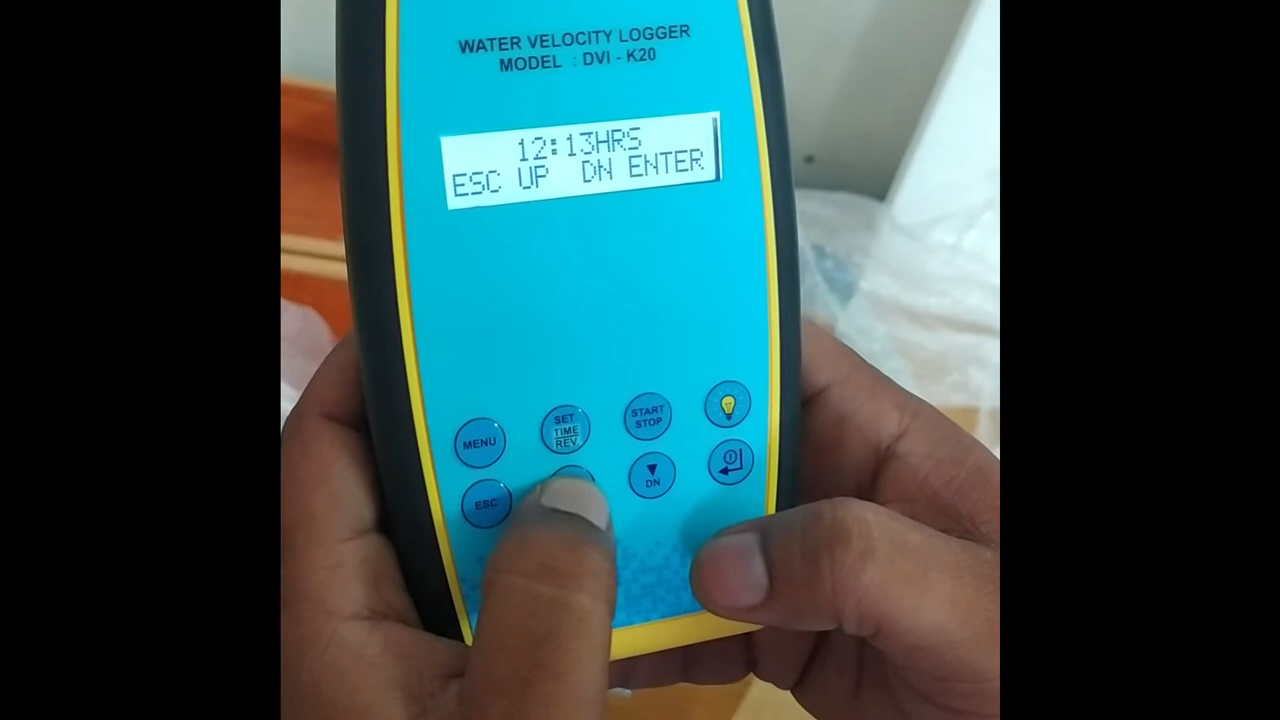 WATER VELOCITY LOGGER
MODEL : DVI - K20
12:13HRS
ESC UP DN ENTER
MENU
SET
TIME
REV.
START
STOP
ESC
DN